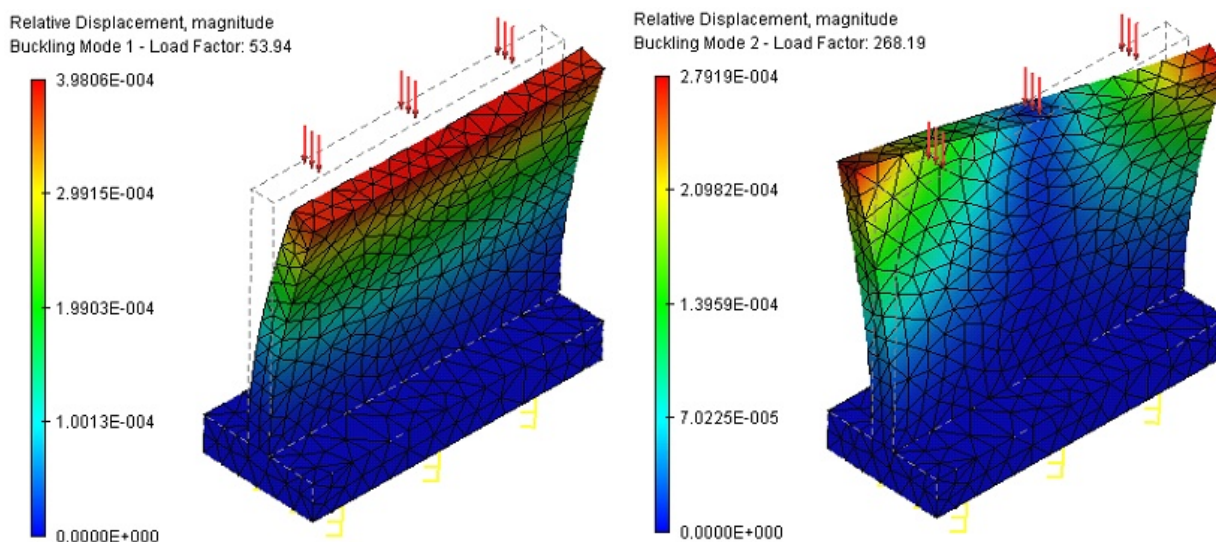 Relative Displacement, magnitude
Buckling Mode 1 - Load Factor: 53.94
3.9806E-004
2.9915E-004
1.9903E-004
1.0013E-004
0.0000E+000
Relative Displacement, magnitude
Buckling Mode 2 - Load Factor: 268.19
2.7919E-004
2.0982E-004
1.3959E-004
7.0225E-005
0.0000E+000